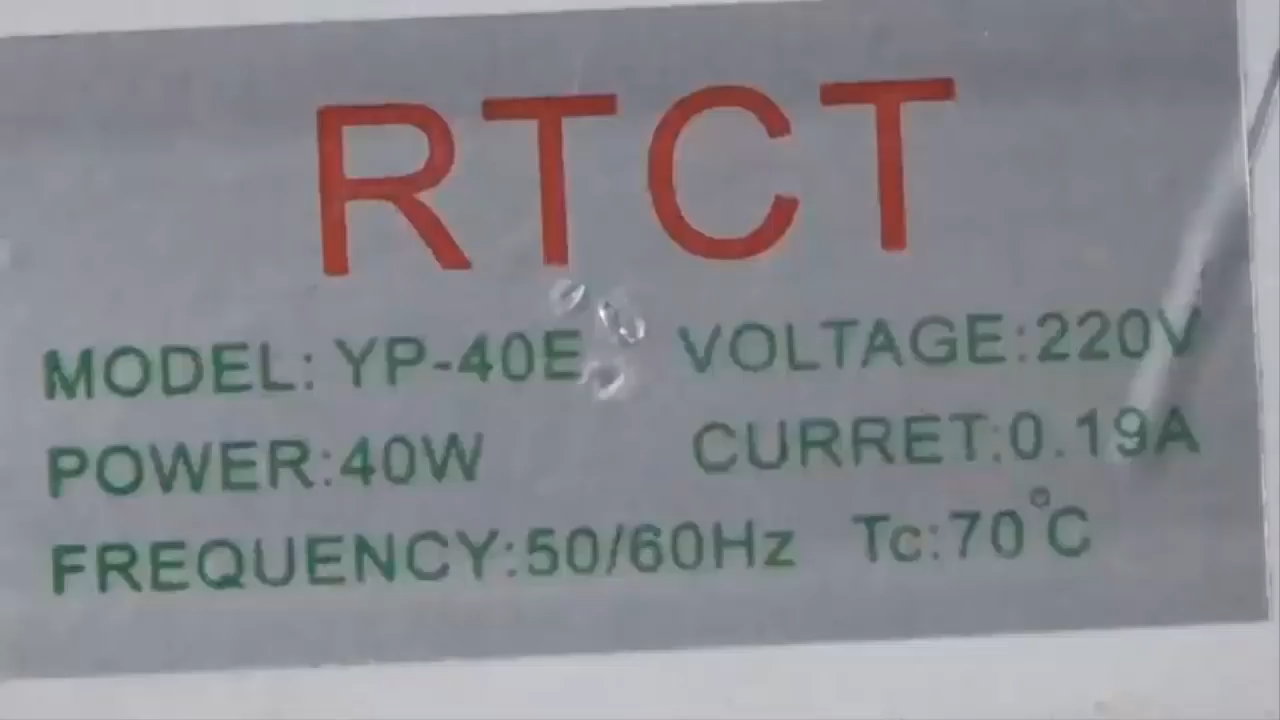 RTCT
MODEL: YP-40E VOLTAGE:220V
POWER:40W CURRET:0.19A
FREQUENCY:50/60Hz Tc:70°C